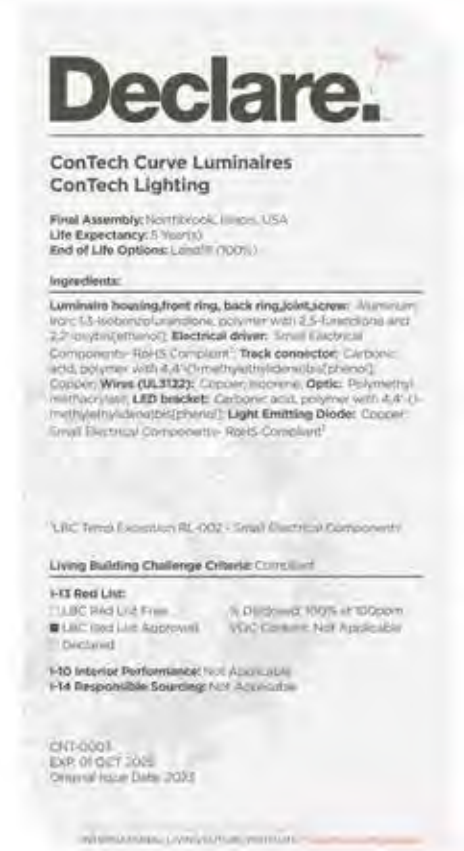 Declare.
ConTech Curve Luminaires
ConTech Lighting
Final Assembly: Northbrook, Illinois, USA
Life Expectancy: 5 Year(s)
End of Life Options: Landfill (100%)
Ingredients:
Luminaire housing,front ring, back ring,joint,screw: Aluminum;
Iron; 1,3-Isobenzofurandione, polymer with 2,5-furandione and
2,2'-oxybis[ethanol]; Electrical driver: Small Electrical
Components- RoHS Compliant¹; Track connector: Carbonic
acid, polymer with 4,4'-(1-methylethylidene)bis[phenol];
Copper; Wires (UL3122): Copper; Isoprene; Optic: Polymethyl
methacrylate; LED bracket: Carbonic acid, polymer with 4,4'-(1-
methylethylidene)bis[phenol]; Light Emitting Diode: Copper;
Small Electrical Components- RoHS Compliant¹
¹LBC Temp Exception RL-002 - Small Electrical Components
Living Building Challenge Criteria: Compliant
I-13 Red List:
LBC Red List Free % Disclosed: 100% at 100ppm
LBC Red List Approved VOC Content: Not Applicable
Declared
I-10 Interior Performance: Not Applicable
I-14 Responsible Sourcing: Not Applicable
CNT-0003
EXP. 01 OCT 2025
Original Issue Date: 2023
INTERNATIONAL LIVING FUTURE INSTITUTE